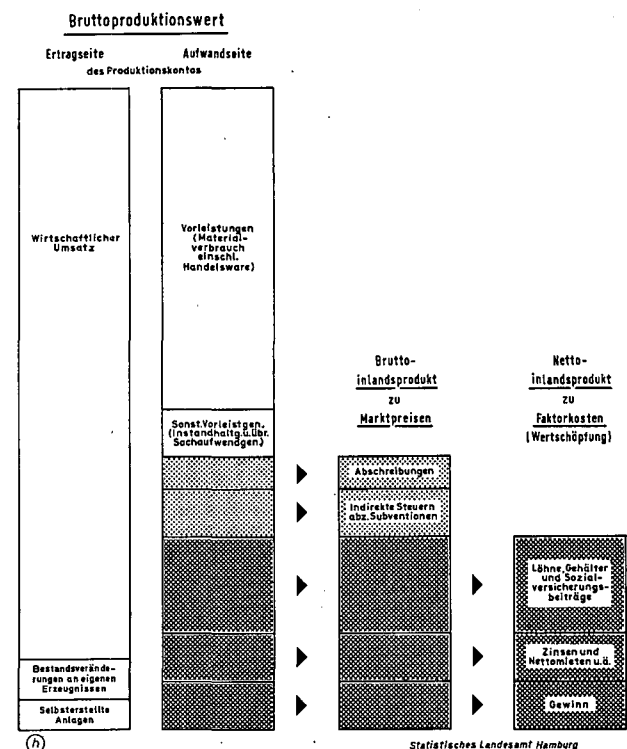 Bruttoproduktionswert
Ertragseite
Aufwandseite
des Produktionskontos
Wirtschaftlicher
Umsatz
Vorleistungen
(Material-
verbrauch
einschl.
Handelsware)
Sonst. Vorleistgen.
(Instandhaltg. u. übr.
Sachaufwendgen.)
Bestandsverände-
rungen an eigenen
Erzeugnissen
Selbsterstellte
Anlagen
Brutto-
inlandsprodukt
zu
Marktpreisen
Abschreibungen
Indirekte Steuern
abz. Subventionen
Netto-
inlandsprodukt
zu
Faktorkosten
(Wertschöpfung)
Löhne, Gehälter
und Sozial-
versicherungs-
beiträge
Zinsen und
Nettomieten u.ä.
Gewinn
h
Statistisches Landesamt Hamburg